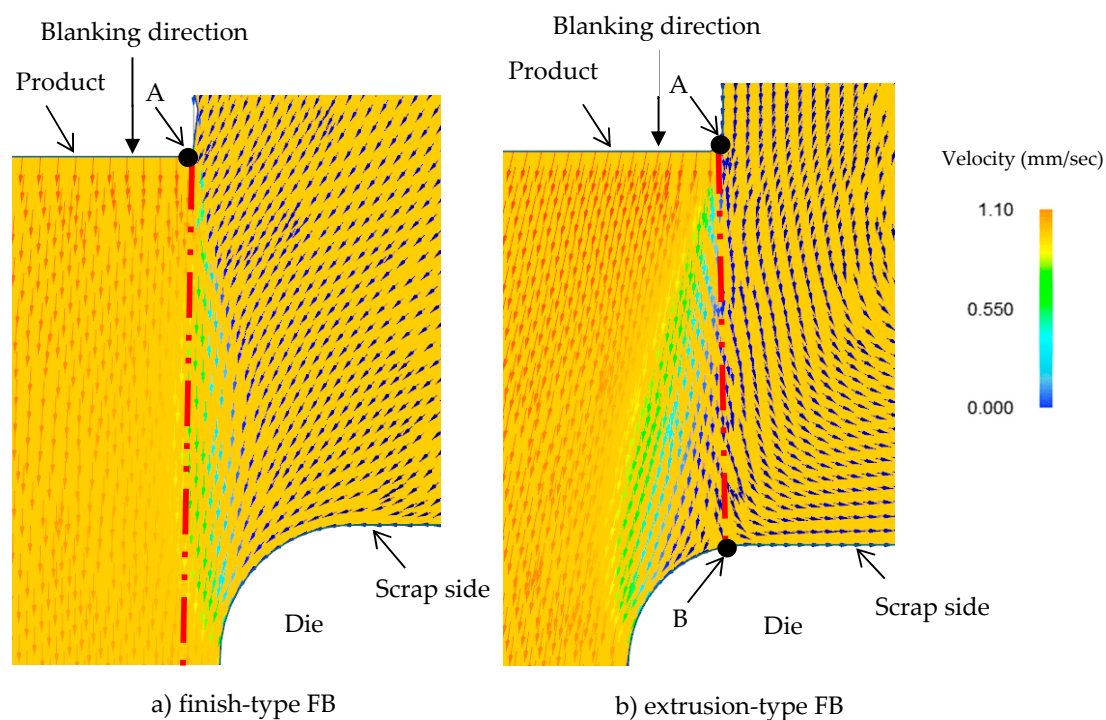 Blanking direction
Product
A
Scrap side
Die
a) finish-type FB
Blanking direction
Product
A
B
Die
Scrap side
b) extrusion-type FB
Velocity (mm/sec)
1.10
0.550
0.000